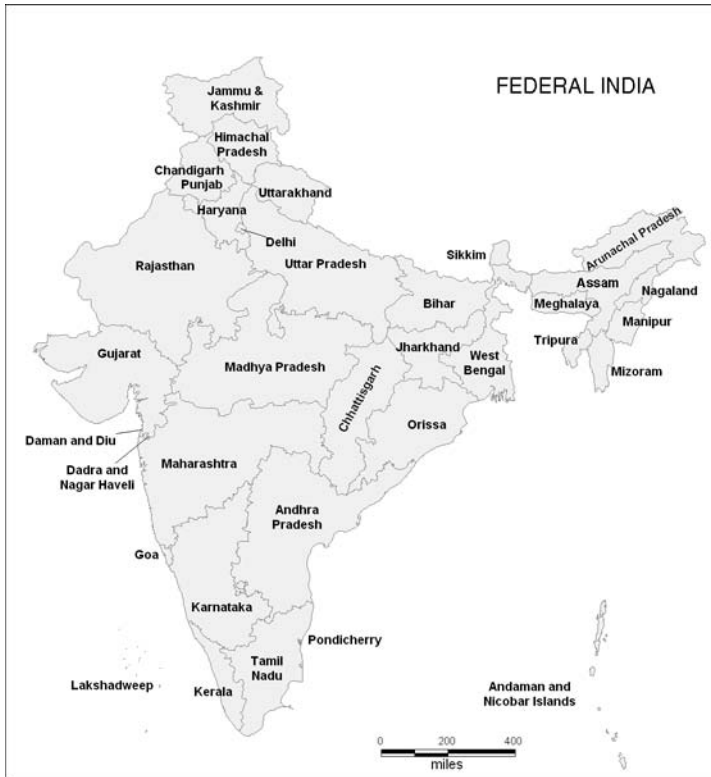 FEDERAL INDIA
Jammu &
Kashmir
Himachal
Pradesh
Chandigarh
Punjab
Uttarakhand
Haryana
Delhi
Rajasthan
Uttar Pradesh
Sikkim
Arunachal Pradesh
Assam
Nagaland
Bihar
Meghalaya
Manipur
Gujarat
Madhya Pradesh
Jharkhand
West
Bengal
Tripura
Mizoram
Chhattisgarh
Orissa
Daman and Diu
Dadra and
Nagar Haveli
Maharashtra
Andhra
Pradesh
Goa
Karnataka
Pondicherry
Tamil
Nadu
Lakshadweep
Kerala
Andaman and
Nicobar Islands
0 200 400
miles